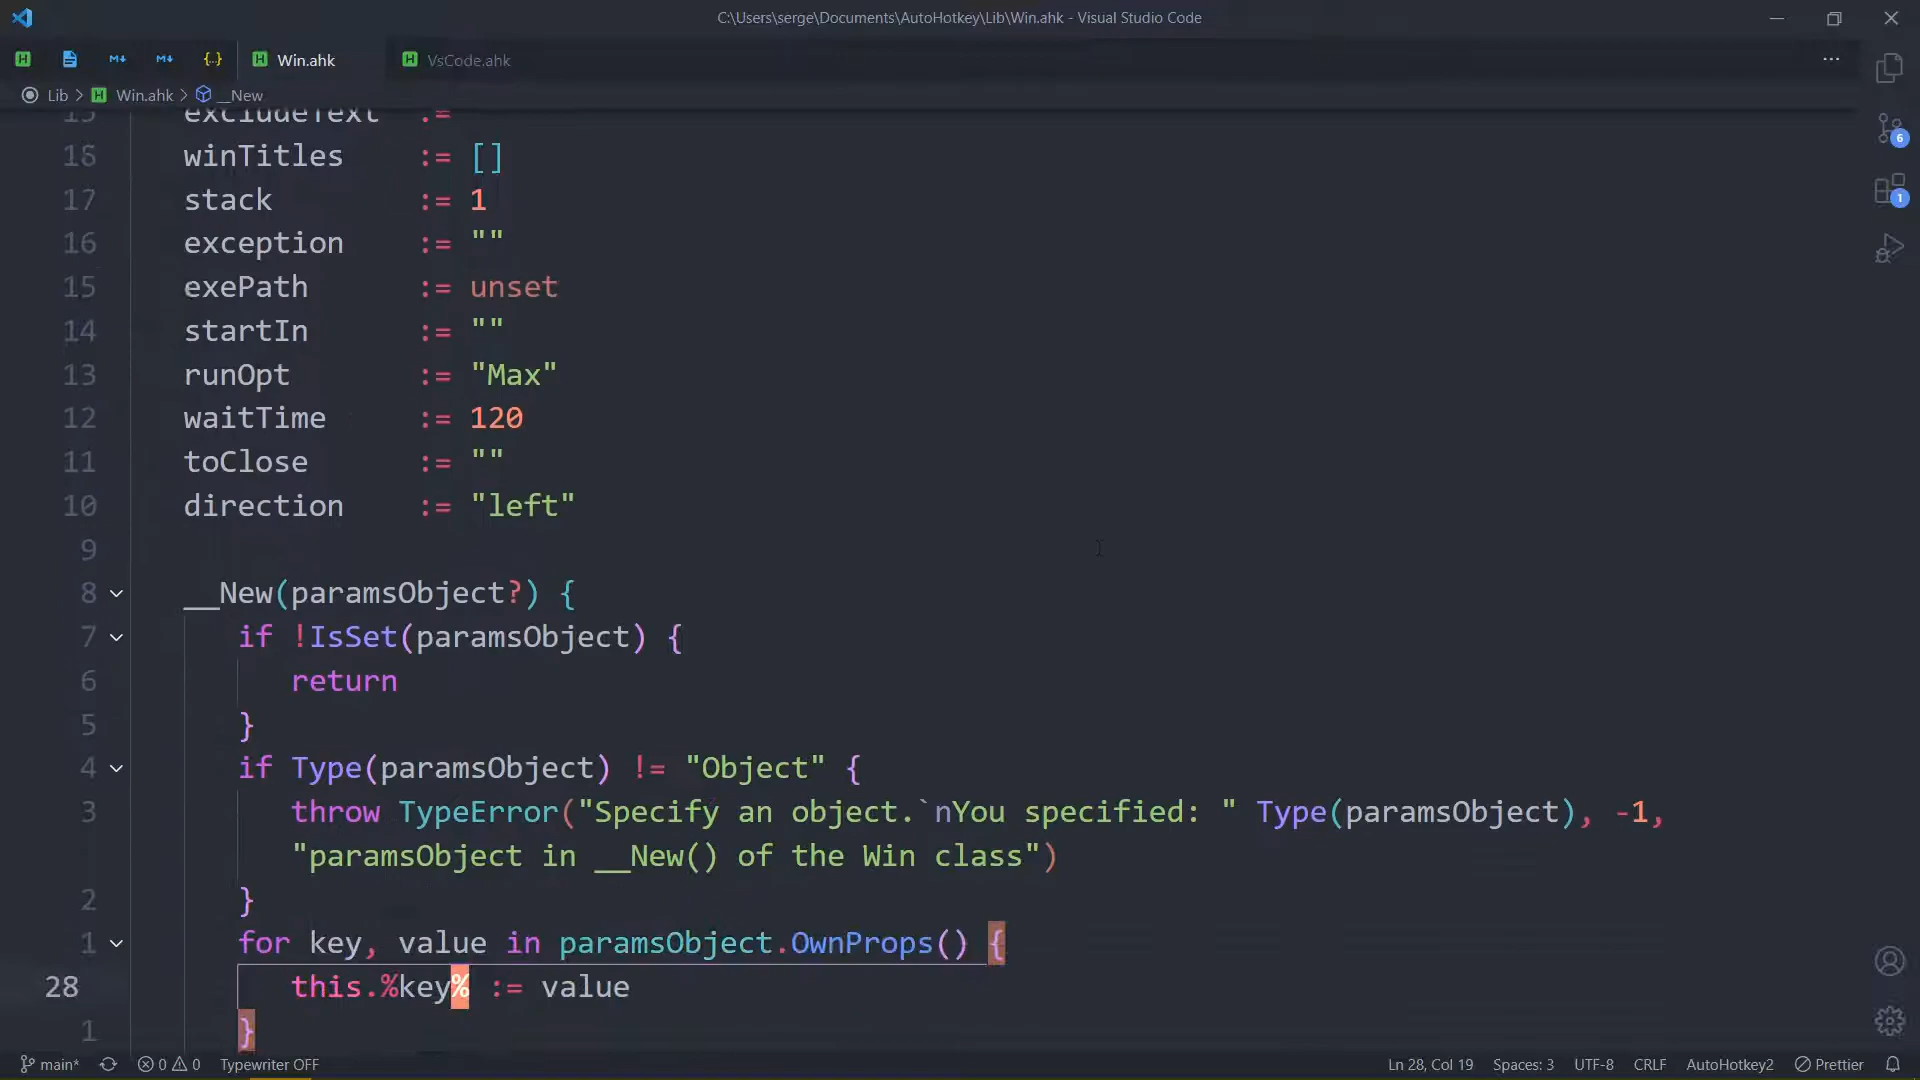 C:\Users\serge\Documents\AutoHotkey\Lib\Win.ahk - Visual Studio Code
Win.ahk
VsCode.ahk
Lib > Win.ahk > __New
excludeText :=
18 winTitles := []
17 stack := 1
16 exception := ""
15 exePath := unset
14 startIn := ""
13 runOpt := "Max"
12 waitTime := 120
11 toClose := ""
10 direction := "left"
9
8 __New(paramsObject?) {
7 if !IsSet(paramsObject) {
6 return
5 }
4 if Type(paramsObject) != "Object" {
3 throw TypeError("Specify an object.`nYou specified: " Type(paramsObject), -1,
"paramsObject in __New() of the Win class")
2 }
1 for key, value in paramsObject.OwnProps() {
28 this.%key% := value
1 }
6
1
main* 0 0 Typewriter OFF Ln 28, Col 19 Spaces: 3 UTF-8 CRLF AutoHotkey2 Prettier